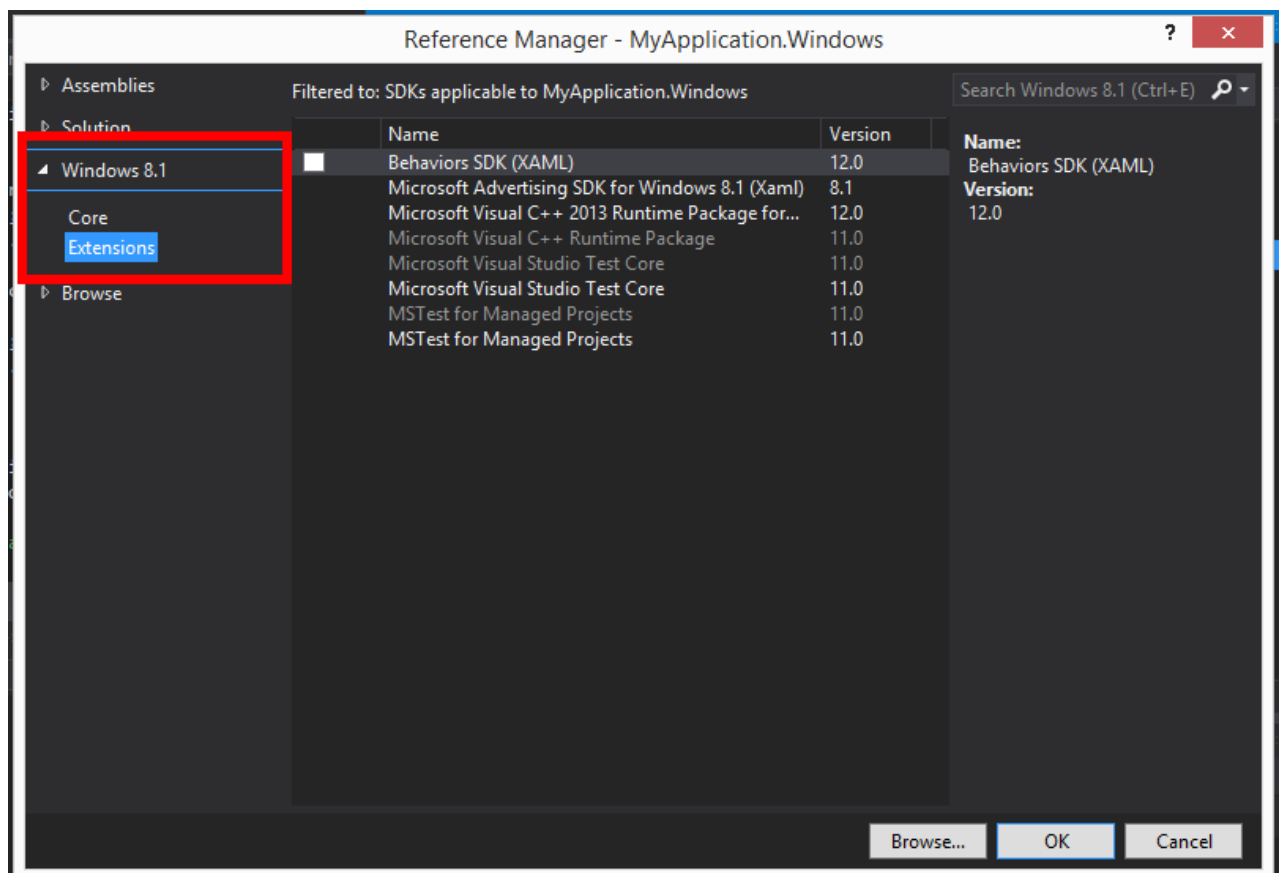 Reference Manager - MyApplication.Windows
?
Assemblies
Solution
Windows 8.1
Core
Extensions
Browse
Filtered to: SDKs applicable to MyApplication.Windows
Search Windows 8.1 (Ctrl+E)
Name Version
Behaviors SDK (XAML) 12.0
Microsoft Advertising SDK for Windows 8.1 (Xaml) 8.1
Microsoft Visual C++ 2013 Runtime Package for... 12.0
Microsoft Visual C++ Runtime Package 11.0
Microsoft Visual Studio Test Core 11.0
Microsoft Visual Studio Test Core 11.0
MSTest for Managed Projects 11.0
MSTest for Managed Projects 11.0
Name:
Behaviors SDK (XAML)
Version:
12.0
Browse... OK Cancel